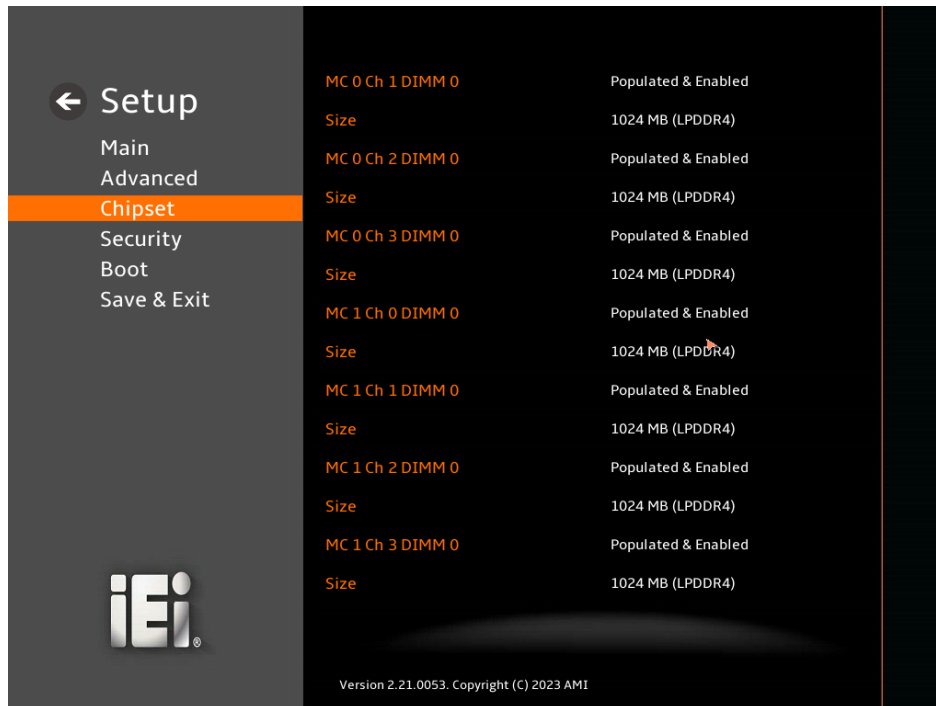 Setup
Main
Advanced
Chipset
Security
Boot
Save & Exit
MC 0 Ch 1 DIMM 0 Populated & Enabled
Size 1024 MB (LPDDR4)
MC 0 Ch 2 DIMM 0 Populated & Enabled
Size 1024 MB (LPDDR4)
MC 0 Ch 3 DIMM 0 Populated & Enabled
Size 1024 MB (LPDDR4)
MC 1 Ch 0 DIMM 0 Populated & Enabled
Size 1024 MB (LPDDR4)
MC 1 Ch 1 DIMM 0 Populated & Enabled
Size 1024 MB (LPDDR4)
MC 1 Ch 2 DIMM 0 Populated & Enabled
Size 1024 MB (LPDDR4)
MC 1 Ch 3 DIMM 0 Populated & Enabled
Size 1024 MB (LPDDR4)
iEi®
Version 2.21.0053. Copyright (C) 2023 AMI